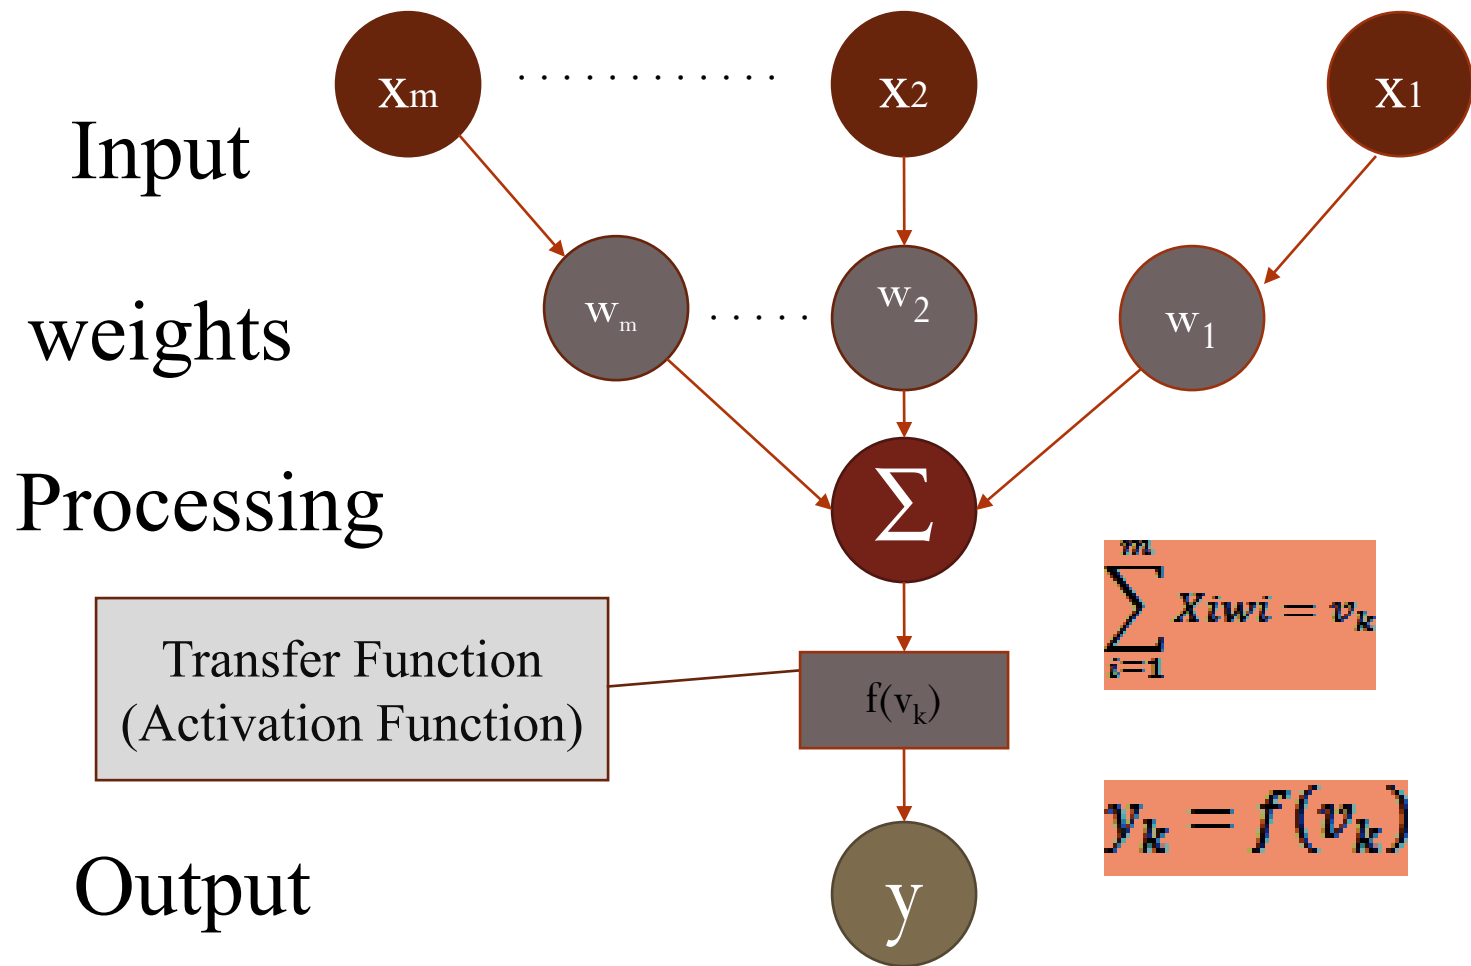 xm . . . . . . . . . . . . x2 x1
Input
weights
wm . . . . . w2 w1
Processing
∑
m
∑ Xiwi = vk
i=1
Transfer Function
(Activation Function)
f(vk)
yk = f(vk)
Output
y